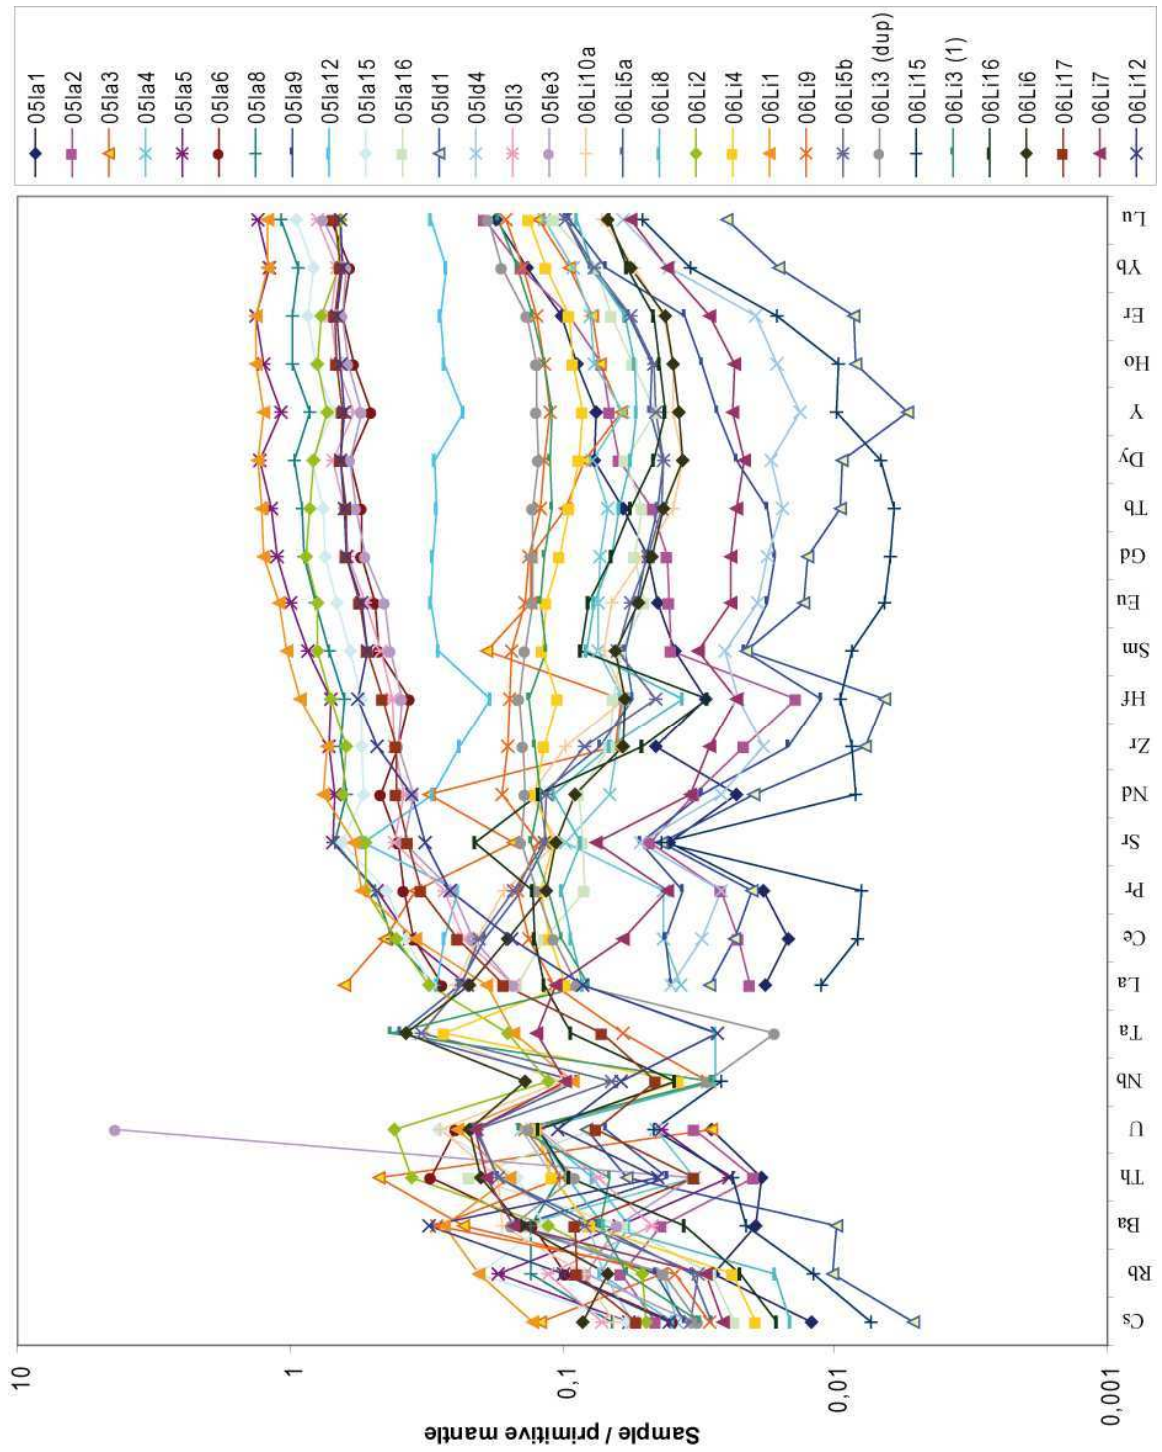 05Ia1
05Ia2
05Ia3
05Ia4
05Ia5
05Ia6
05Ia8
05Ia9
05Ia12
05Ia15
05Ia16
05Id1
05Id4
05I3
05Ie3
06Li10a
06Li5a
06Li8
06Li2
06Li4
06Li1
06Li9
06Li5b
06Li3 (dup)
06Li15
06Li3 (1)
06Li16
06Li6
06Li17
06Li7
06Li12
Sample / primitive mantle
10
1
0,1
0,01
0,001
Cs
Rb
Ba
Th
U
Nb
Ta
La
Ce
Pr
Sr
Nd
Zr
Hf
Sm
Eu
Gd
Tb
Dy
Y
Ho
Er
Yb
Lu